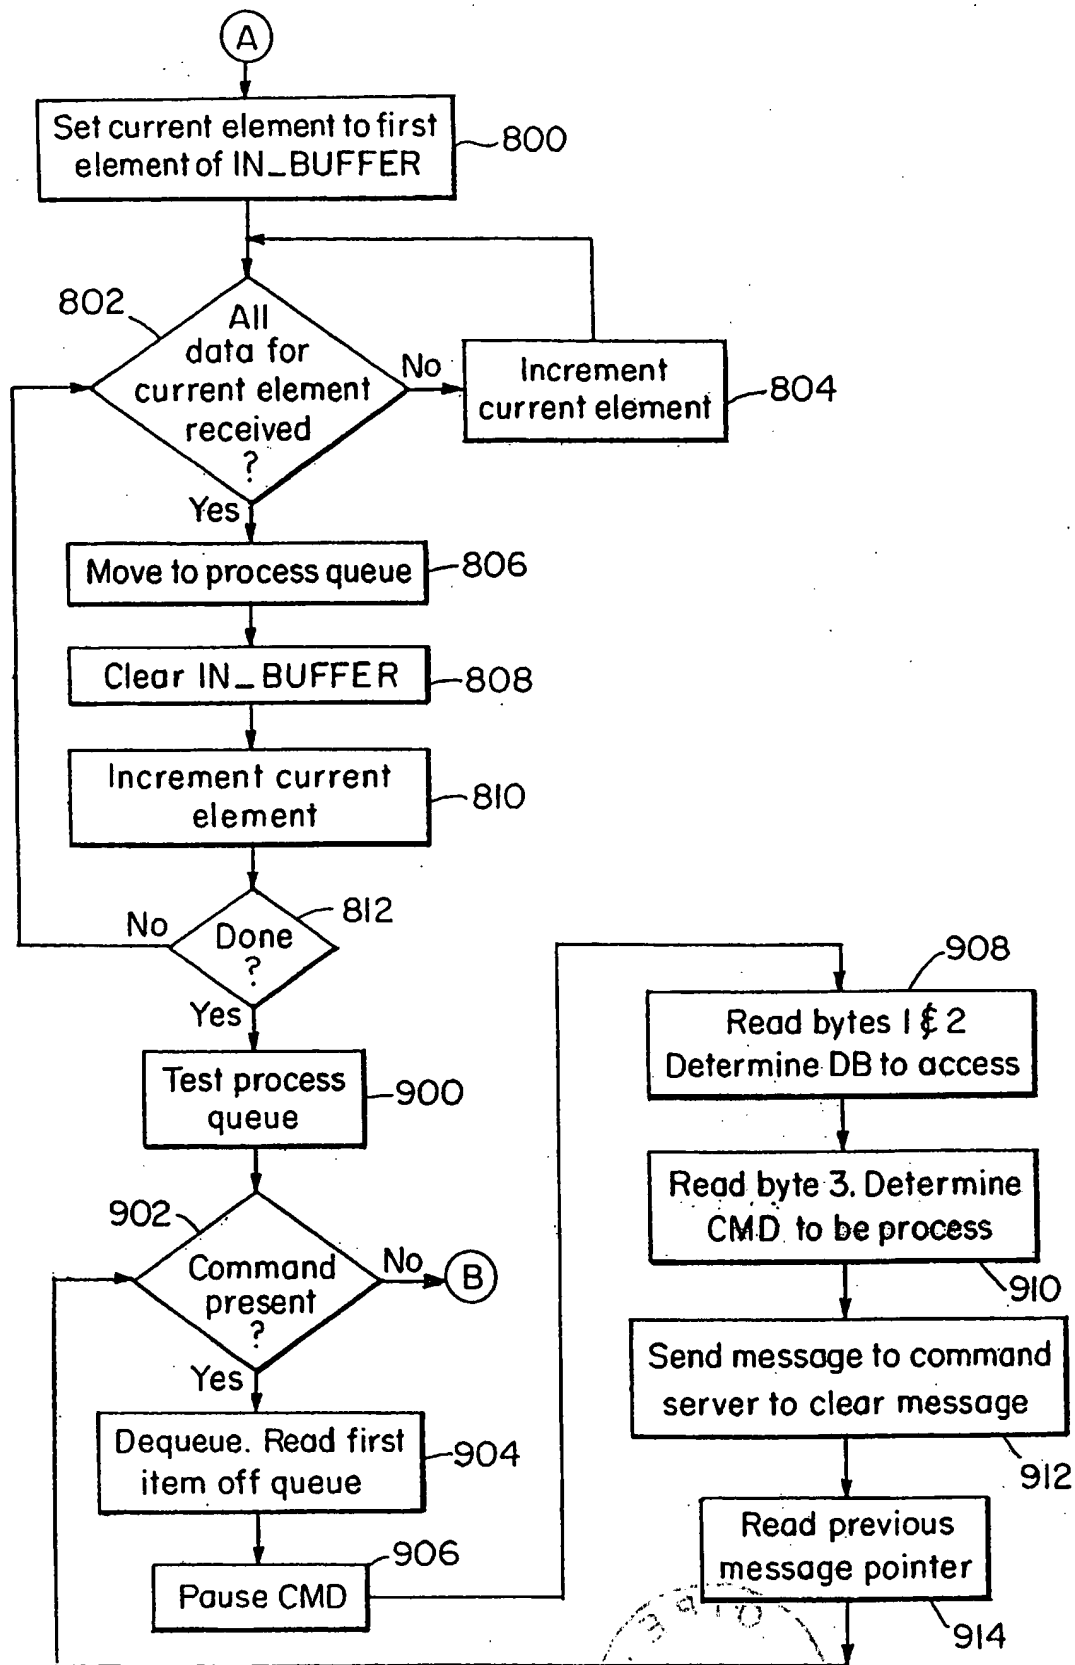 A
Set current element to first
element of IN_BUFFER
800
802
All
data for
current element
received
?
No
Increment
current element
804
Yes
Move to process queue
806
Clear IN_BUFFER
808
Increment current
element
810
812
No
Done
?
Yes
Test process
queue
900
902
Command
present
?
No
B
Yes
Dequeue. Read first
item off queue
904
906
Pause CMD
908
Read bytes 1 & 2
Determine DB to access
Read byte 3. Determine
CMD to be process
910
Send message to command
server to clear message
912
Read previous
message pointer
914